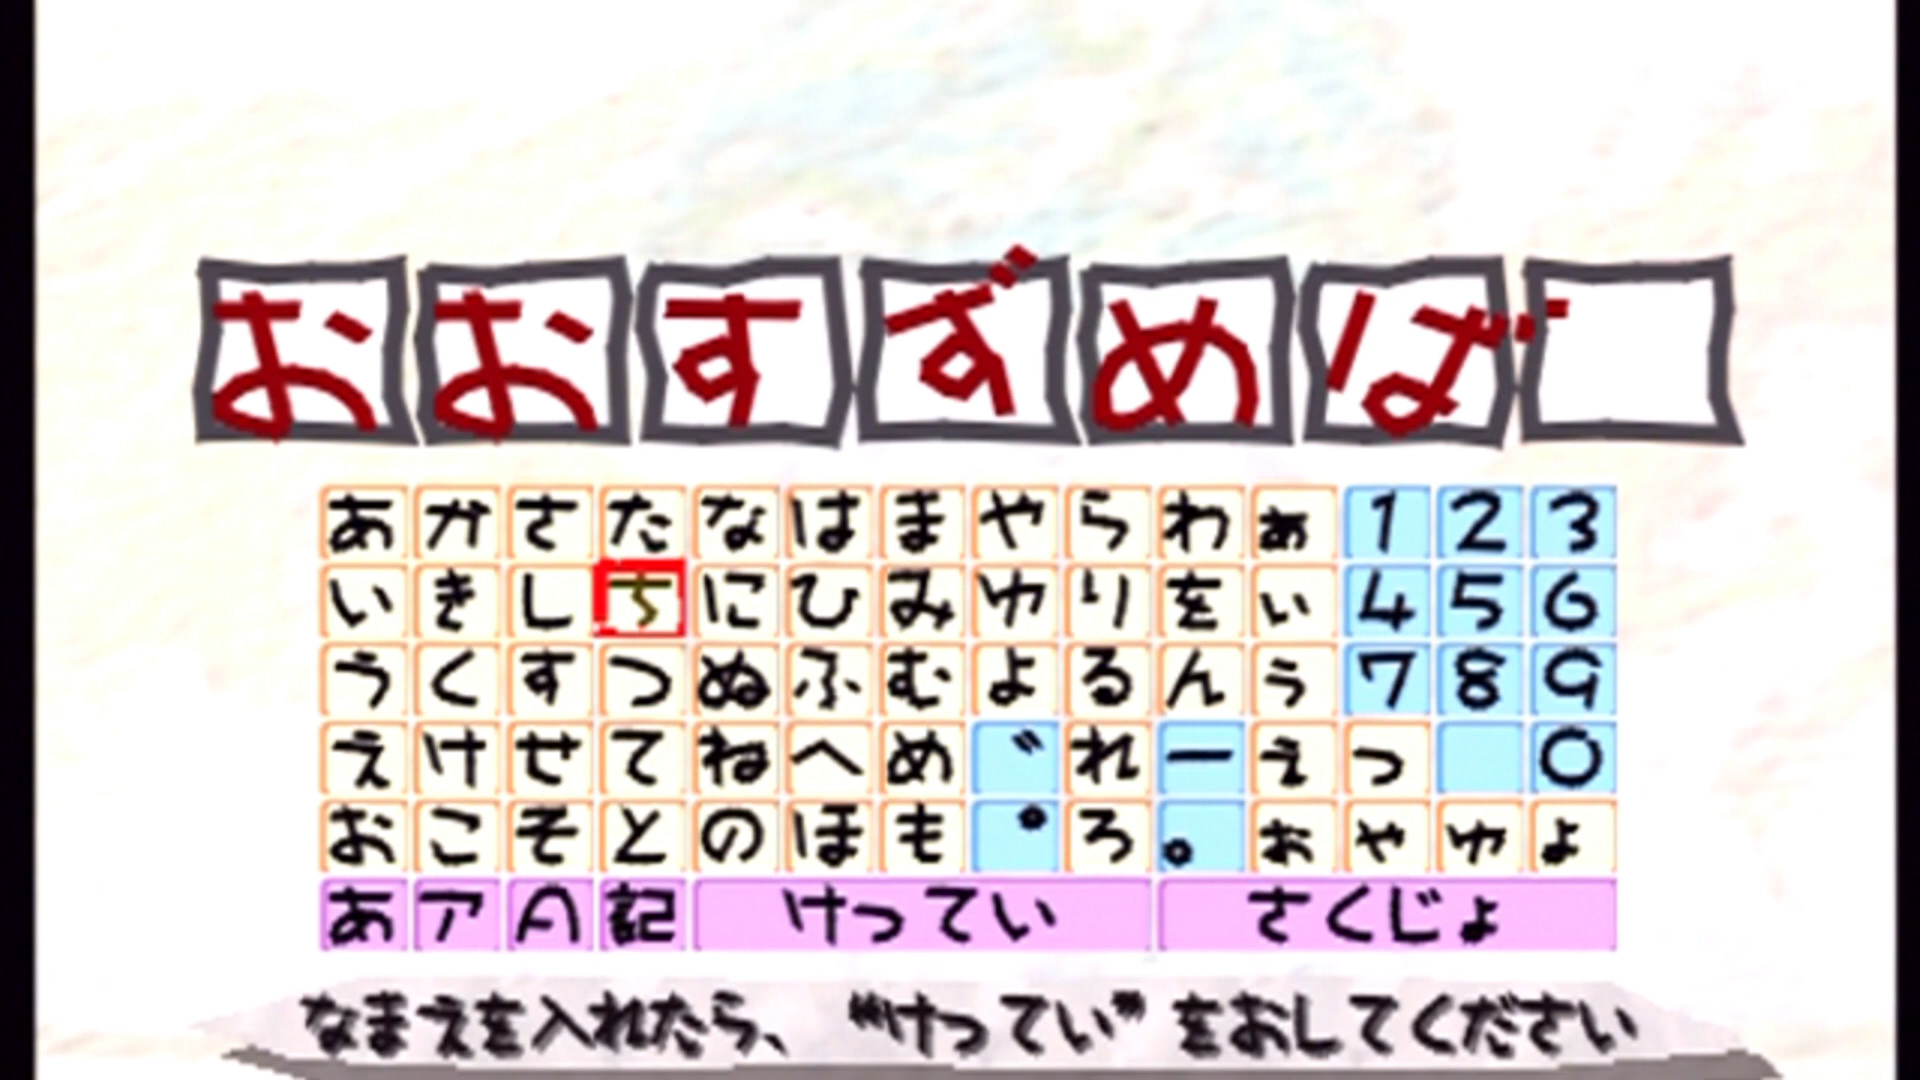 おおすずめば
あかさたなはまやらわぁ123
いきしちにひみゆりをぃ456
うくすつぬふむよるんぅ789
えけせてねへめ゛れーぇっ 0
おこそとのほも゜ろ。ぉゃゅょ
あアA記 けってい さくじょ
なまえを入れたら、“けってい”をおしてください